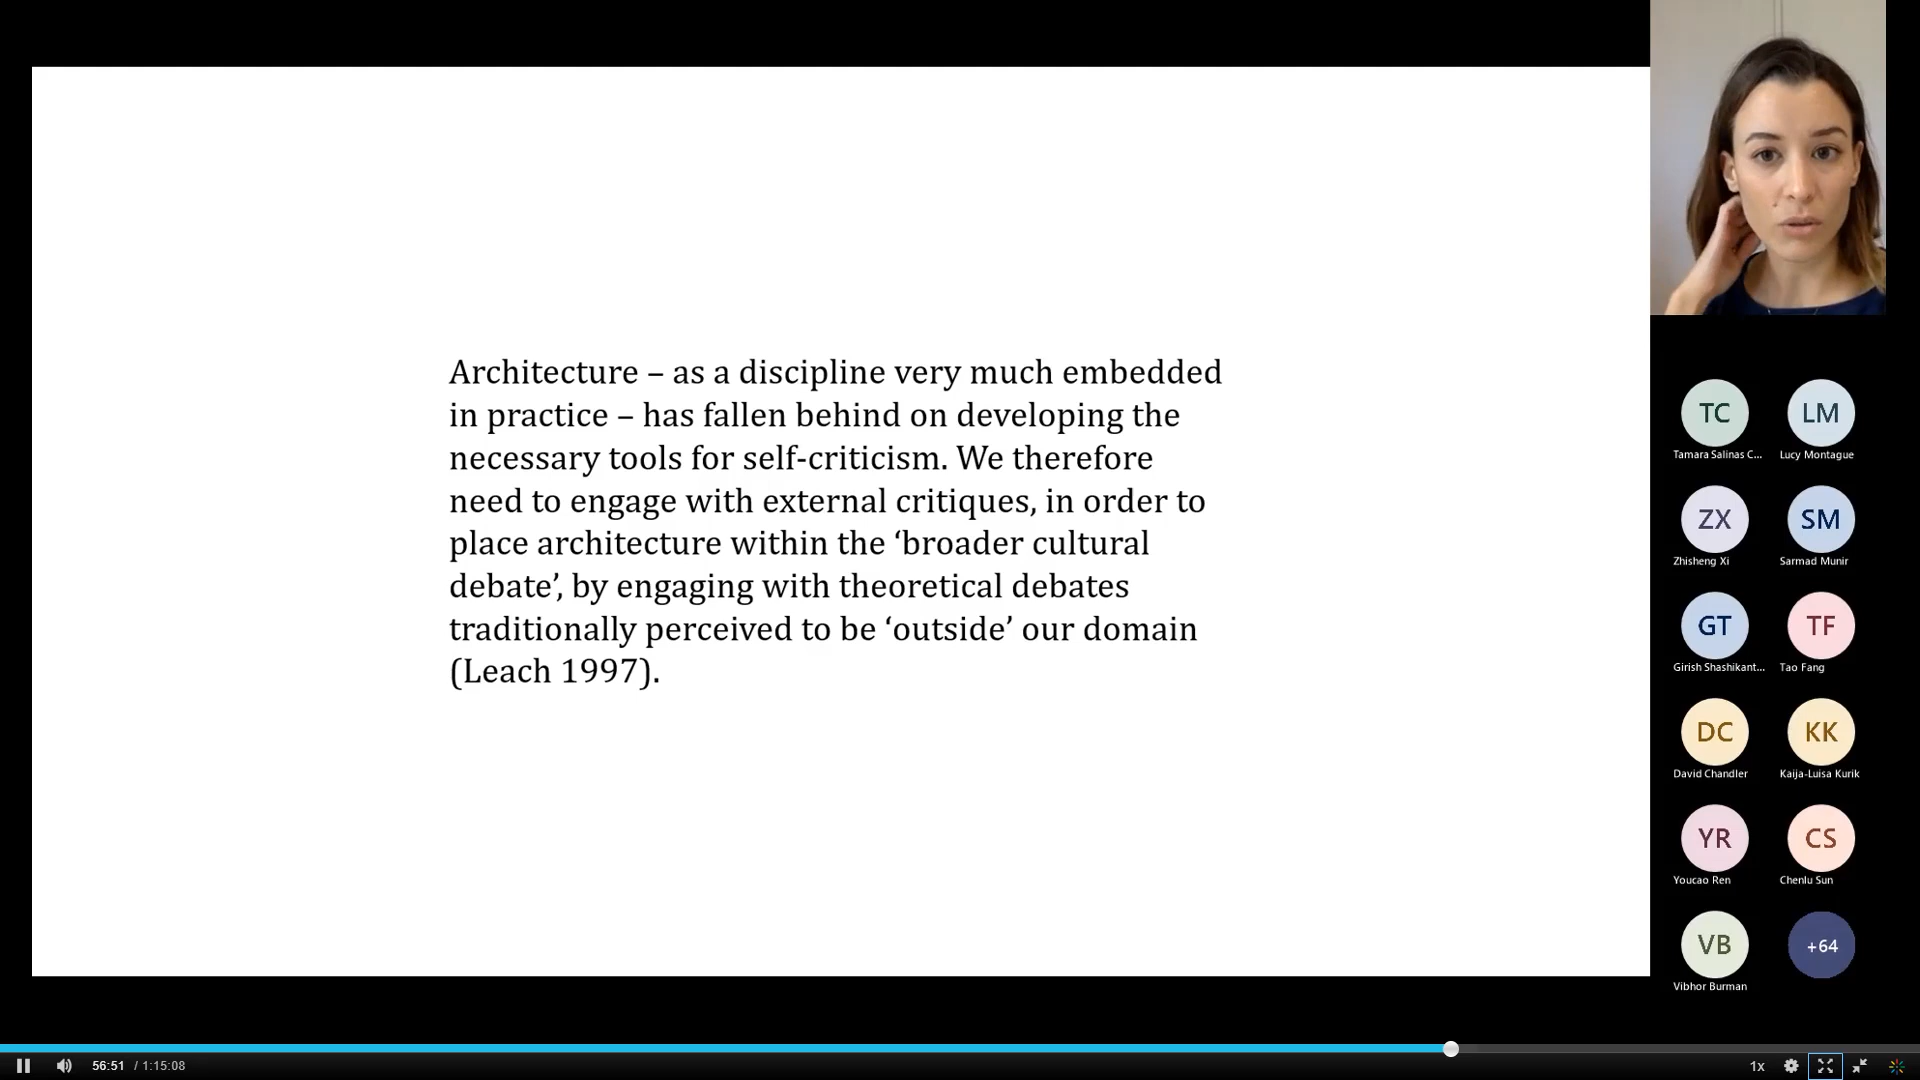 Architecture – as a discipline very much embedded
in practice – has fallen behind on developing the
necessary tools for self-criticism. We therefore
need to engage with external critiques, in order to
place architecture within the ‘broader cultural
debate’, by engaging with theoretical debates
traditionally perceived to be ‘outside’ our domain
(Leach 1997).
TC LM
Tamara Salinas C... Lucy Montague
ZX SM
Zhisheng Xi Sarmad Munir
GT TF
Girish Shashikant... Tao Fang
DC KK
David Chandler Kaija-Luisa Kurik
YR CS
Youcao Ren Chenlu Sun
VB +64
Vibhor Burman
56:51 / 1:15:08 1x